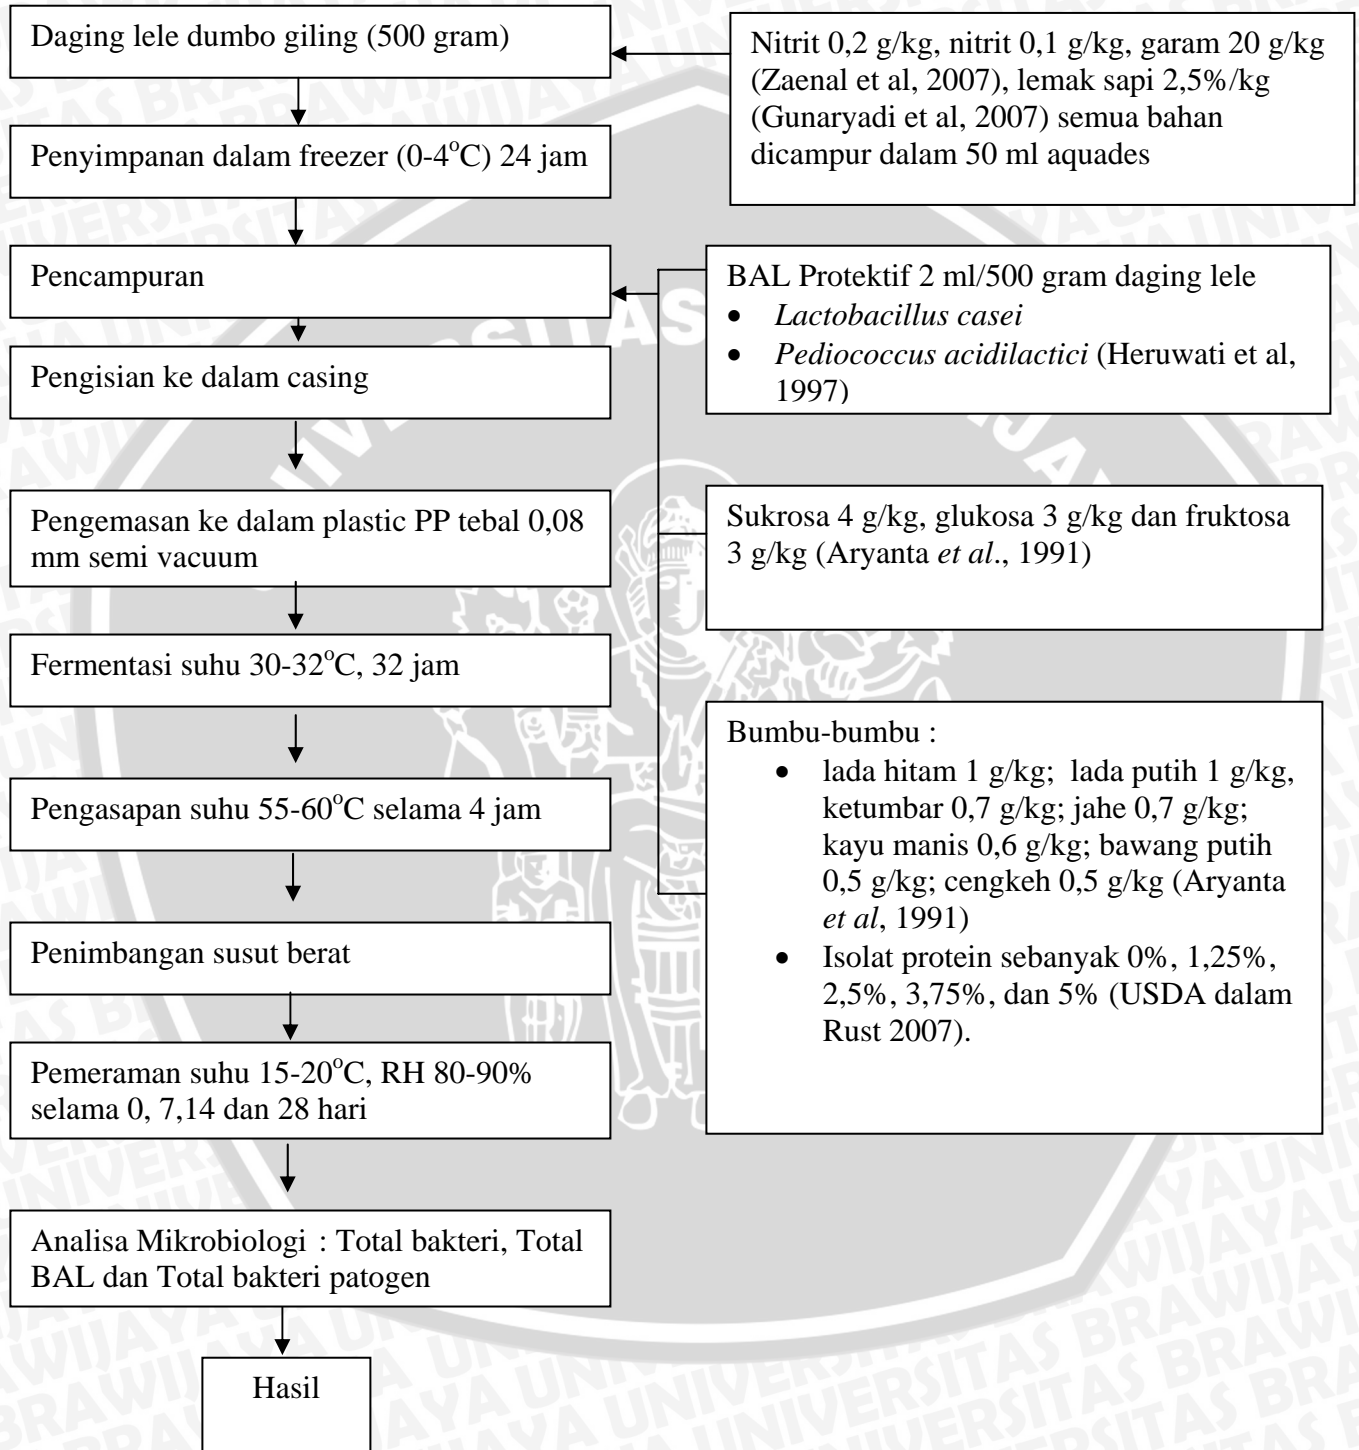 Daging lele dumbo giling (500 gram)
Nitrit 0,2 g/kg, nitrit 0,1 g/kg, garam 20 g/kg
(Zaenal et al, 2007), lemak sapi 2,5%/kg
(Gunaryadi et al, 2007) semua bahan
dicampur dalam 50 ml aquades
Penyimpanan dalam freezer (0-4°C) 24 jam
Pencampuran
BAL Protektif 2 ml/500 gram daging lele
• Lactobacillus casei
• Pediococcus acidilactici (Heruwati et al,
1997)
Pengisian ke dalam casing
Pengemasan ke dalam plastic PP tebal 0,08
mm semi vacuum
Sukrosa 4 g/kg, glukosa 3 g/kg dan fruktosa
3 g/kg (Aryanta et al., 1991)
Fermentasi suhu 30-32°C, 32 jam
Pengasapan suhu 55-60°C selama 4 jam
Bumbu-bumbu :
• lada hitam 1 g/kg; lada putih 1 g/kg,
ketumbar 0,7 g/kg; jahe 0,7 g/kg;
kayu manis 0,6 g/kg; bawang putih
0,5 g/kg; cengkeh 0,5 g/kg (Aryanta
et al, 1991)
• Isolat protein sebanyak 0%, 1,25%,
2,5%, 3,75%, dan 5% (USDA dalam
Rust 2007).
Penimbangan susut berat
Pemeraman suhu 15-20°C, RH 80-90%
selama 0, 7,14 dan 28 hari
Analisa Mikrobiologi : Total bakteri, Total
BAL dan Total bakteri patogen
Hasil